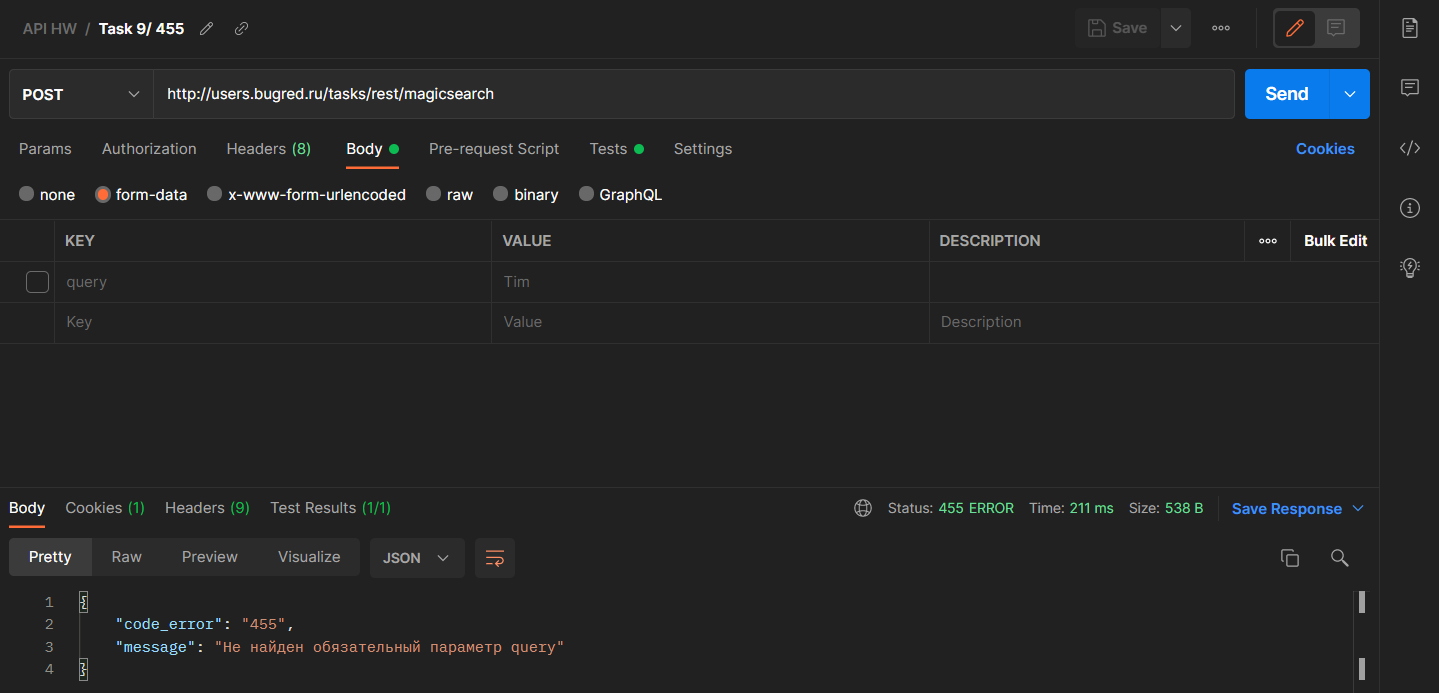 API HW / Task 9/ 455
Save
POST
http://users.bugred.ru/tasks/rest/magicsearch
Send
Params Authorization Headers (8) Body Pre-request Script Tests Settings Cookies
none form-data x-www-form-urlencoded raw binary GraphQL
KEY VALUE DESCRIPTION Bulk Edit
query Tim
Key Value Description
Body Cookies (1) Headers (9) Test Results (1/1) Status: 455 ERROR Time: 211 ms Size: 538 B Save Response
Pretty Raw Preview Visualize JSON
1 {
2 "code_error": "455",
3 "message": "Не найден обязательный параметр query"
4 }